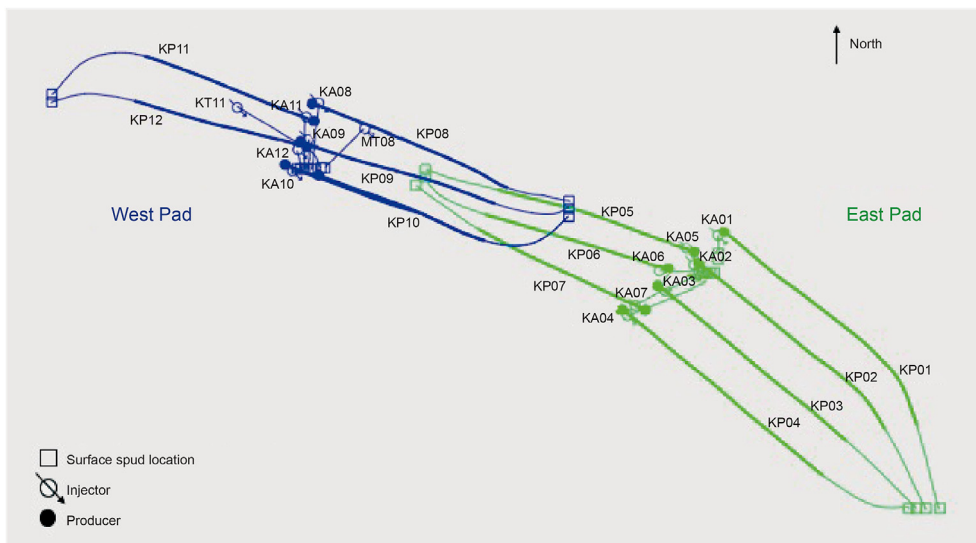 KP11
North
KA08
KT11
KA11
KP12
KA09
KP08
MT08
KA12
KP09
KA10
West Pad
KP10
KP05
KA01
East Pad
KA05
KP06
KA06
KA02
KP07
KA03
KA07
KA04
KP01
KP02
KP03
KP04
Surface spud location
Injector
Producer